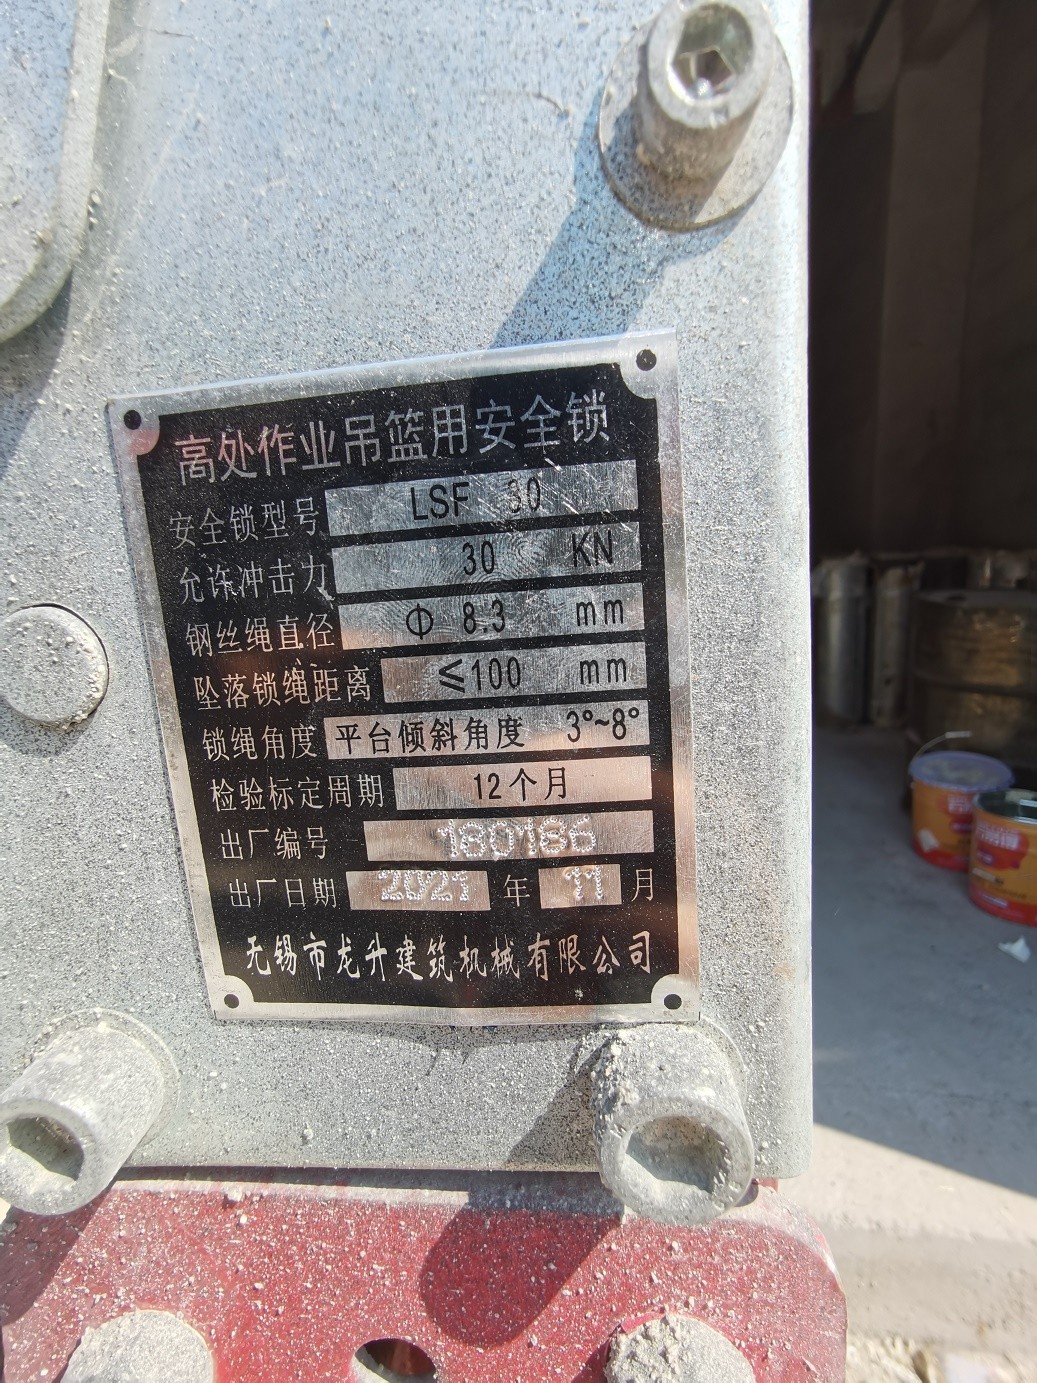 高处作业吊篮用安全锁
安全锁型号 LSF 30
允许冲击力 30 KN
钢丝绳直径 Φ 8.3 mm
坠落锁绳距离 ≤100 mm
锁绳角度 平台倾斜角度 3°~8°
检验标定周期 12个月
出厂编号 180186
出厂日期 2021 年 11 月
无锡市龙升建筑机械有限公司